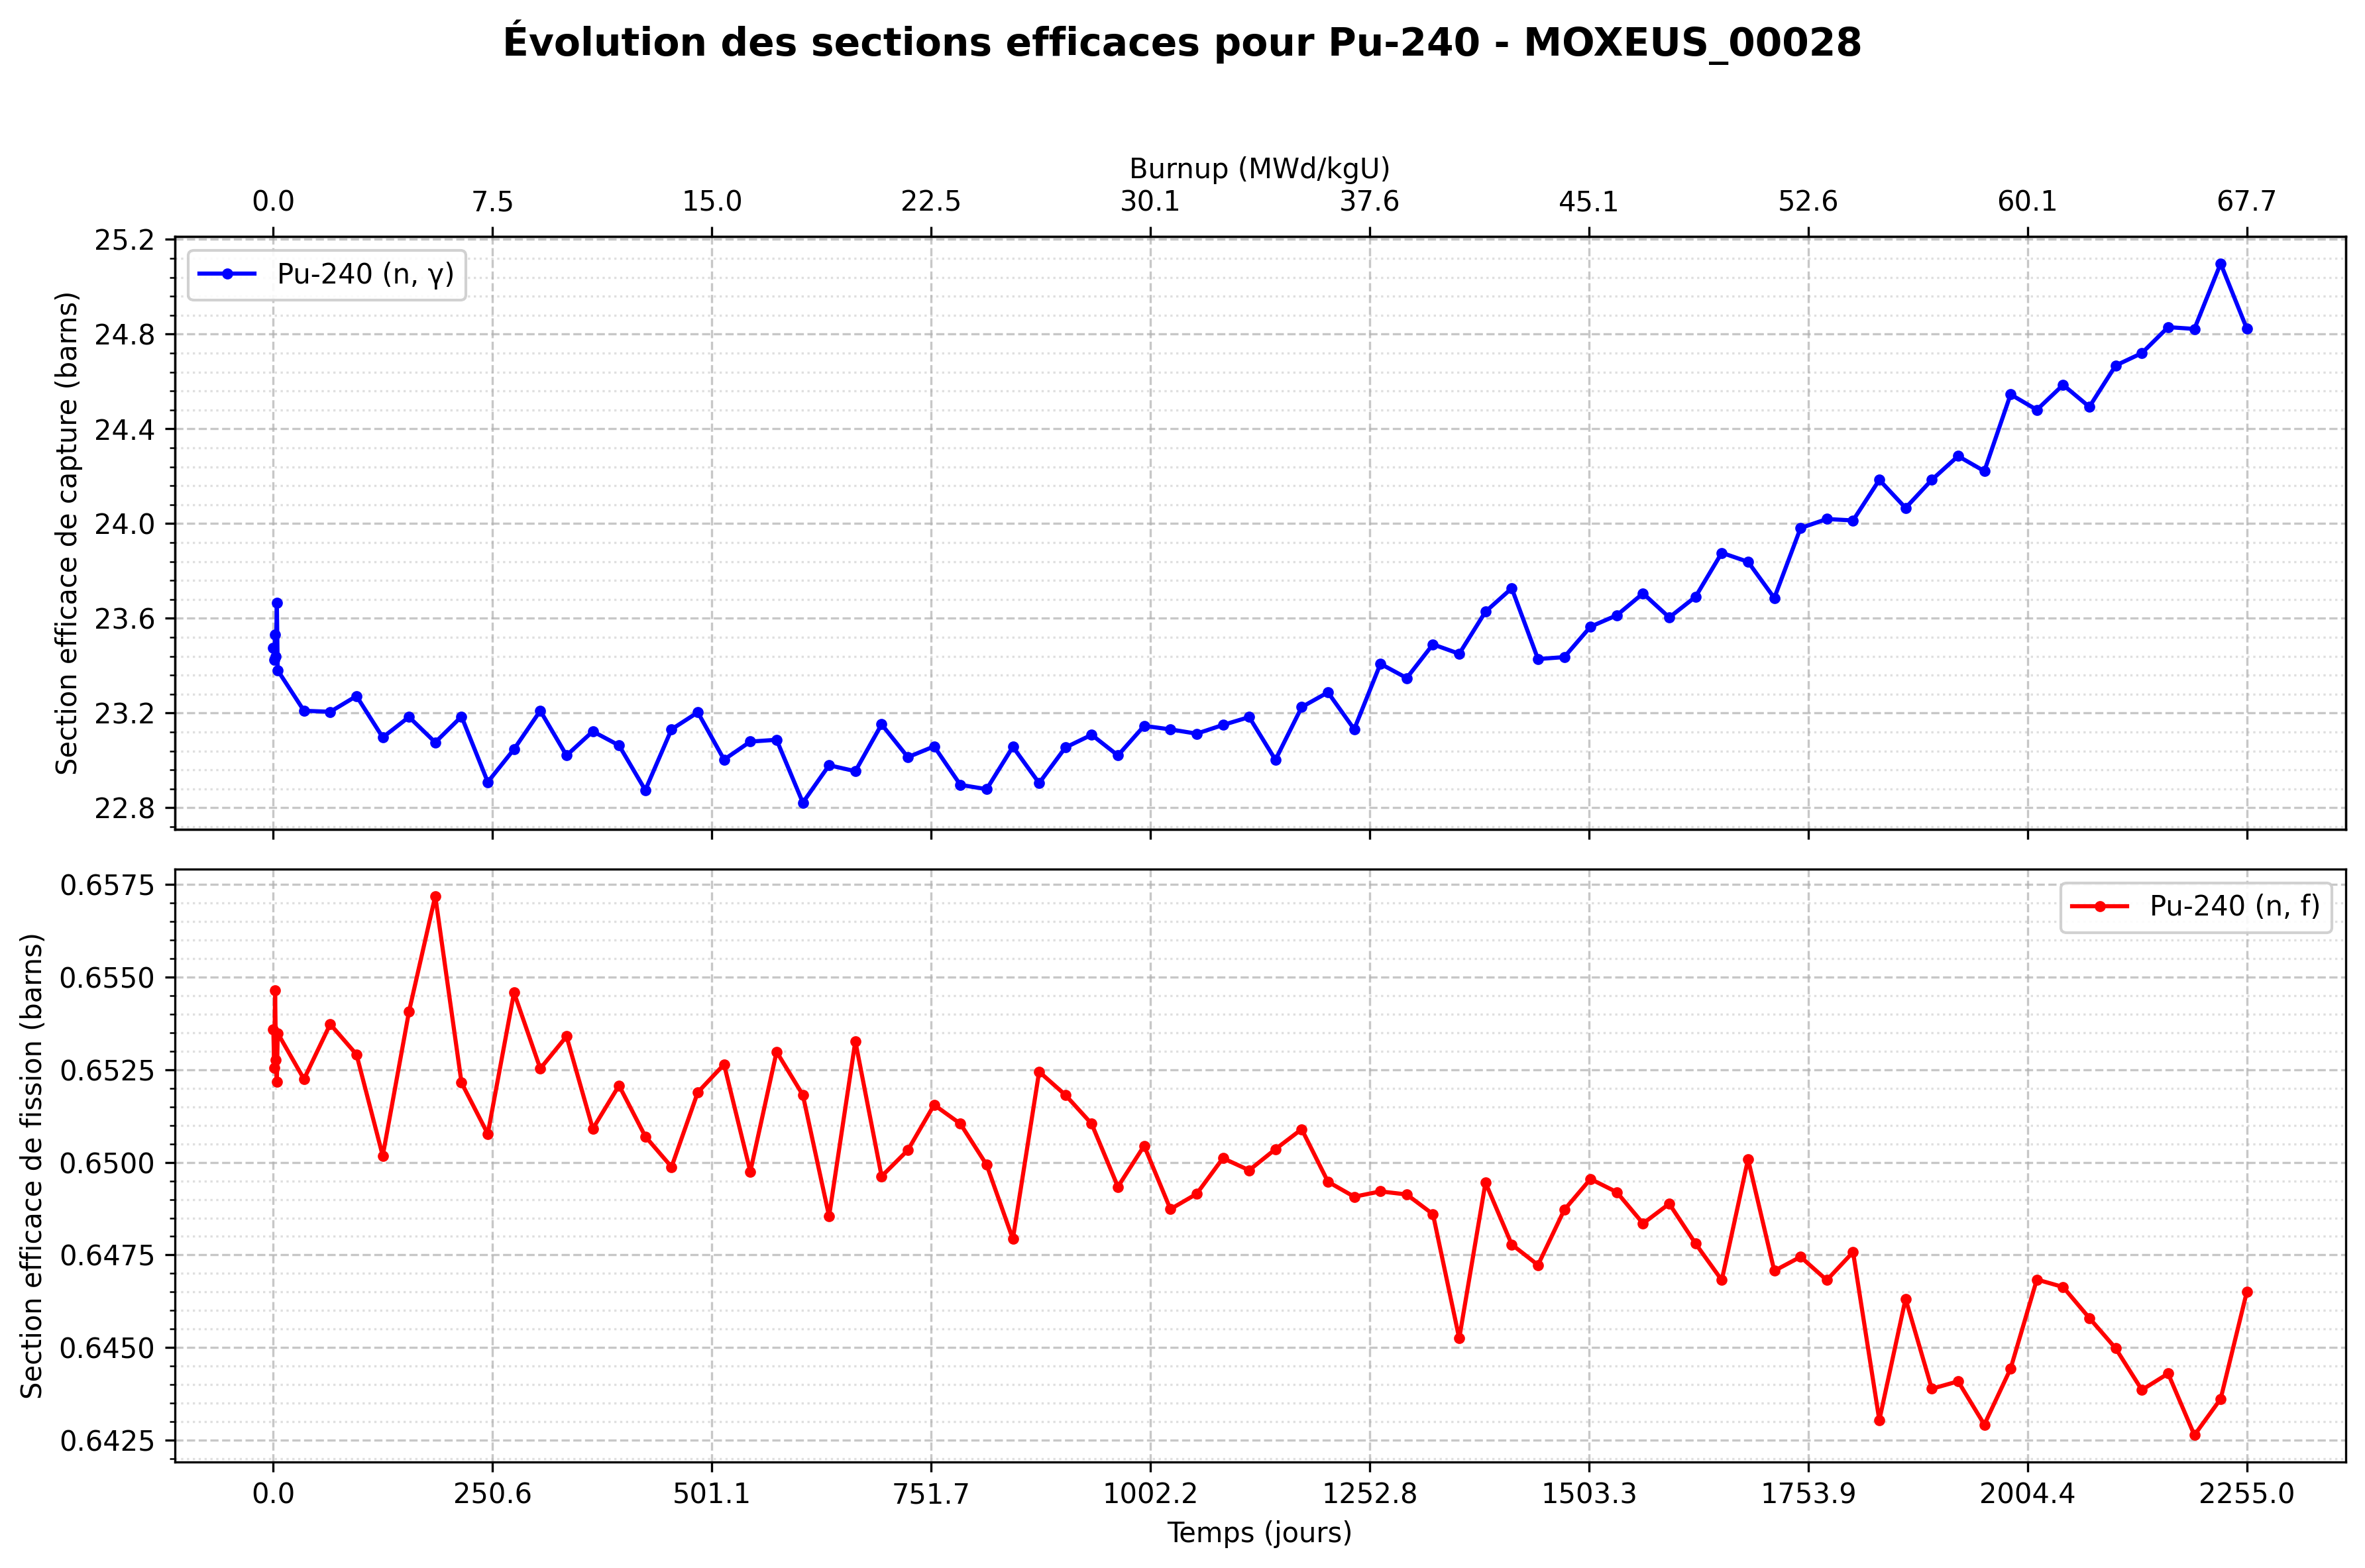 Évolution des sections efficaces pour Pu-240 - MOXEUS_00028
Burnup (MWd/kgU)
0.0 7.5 15.0 22.5 30.1 37.6 45.1 52.6 60.1 67.7
Section efficace de capture (barns)
25.2
24.8
24.4
24.0
23.6
23.2
22.8
Pu-240 (n, γ)
Section efficace de fission (barns)
0.6575
0.6550
0.6525
0.6500
0.6475
0.6450
0.6425
Pu-240 (n, f)
0.0 250.6 501.1 751.7 1002.2 1252.8 1503.3 1753.9 2004.4 2255.0
Temps (jours)